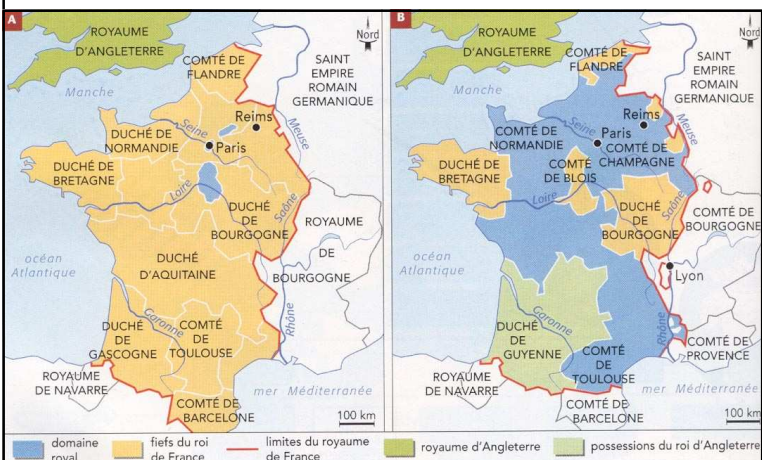 A
Nord
ROYAUME
D'ANGLETERRE
COMTÉ DE
FLANDRE
SAINT
EMPIRE
ROMAIN
GERMANIQUE
Manche
Reims
Seine
Meuse
DUCHÉ
DE
NORMANDIE
Paris
DUCHÉ DE
BRETAGNE
Loire
Saône
DUCHÉ
DE
BOURGOGNE
ROYAUME
DE
BOURGOGNE
océan
Atlantique
DUCHÉ
D'AQUITAINE
Rhône
Garonne
DUCHÉ
DE
GASCOGNE
COMTÉ
DE
TOULOUSE
ROYAUME
DE NAVARRE
mer Méditerranée
COMTÉ DE
BARCELONE
100 km
B
Nord
ROYAUME
D'ANGLETERRE
COMTÉ DE
FLANDRE
SAINT
EMPIRE
ROMAIN
GERMANIQUE
Manche
Reims
Seine
Meuse
COMTÉ DE
NORMANDIE
Paris
COMTÉ DE
CHAMPAGNE
DUCHÉ DE
BRETAGNE
COMTÉ
DE BLOIS
Loire
Saône
DUCHÉ
DE
BOURGOGNE
COMTÉ DE
BOURGOGNE
océan
Atlantique
Lyon
Garonne
Rhône
DUCHÉ
DE
GUYENNE
COMTÉ
DE
TOULOUSE
COMTÉ DE
PROVENCE
ROYAUME
DE NAVARRE
mer Méditerranée
COMTÉ DE
BARCELONE
100 km
domaine
royal
fiefs du roi
de France
limites du royaume
de France
royaume d'Angleterre
possessions du roi d'Angleterre